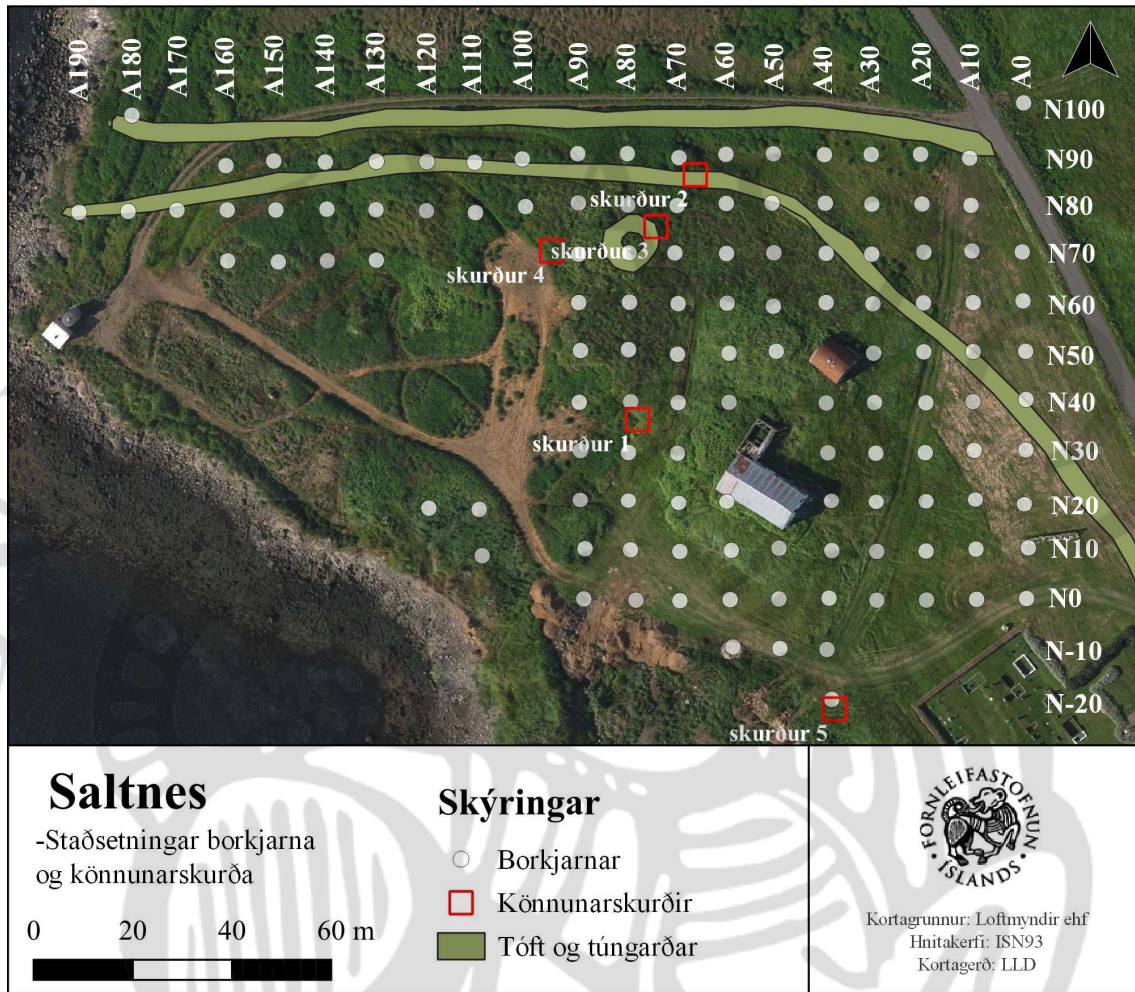 A190
A180
A170
A160
A150
A140
A130
A120
A110
A100
A90
A80
A70
A60
A50
A40
A30
A20
A10
A0
N100
N90
N80
N70
N60
N50
N40
N30
N20
N10
N0
N-10
N-20
skurður 2
skurður 3
skurður 4
skurður 1
skurður 5
Saltnes
-Staðsetningar borkjarna
og könnunarskurða
0 20 40 60 m
Skýringar
Borkjarnar
Könnunarskurðir
Tóft og túngarðar
FORNLEIFASTOFNUN
ÍSLANDS
Kortagrunnur: Loftmyndir ehf
Hnitakerfi: ISN93
Kortagerð: LLD